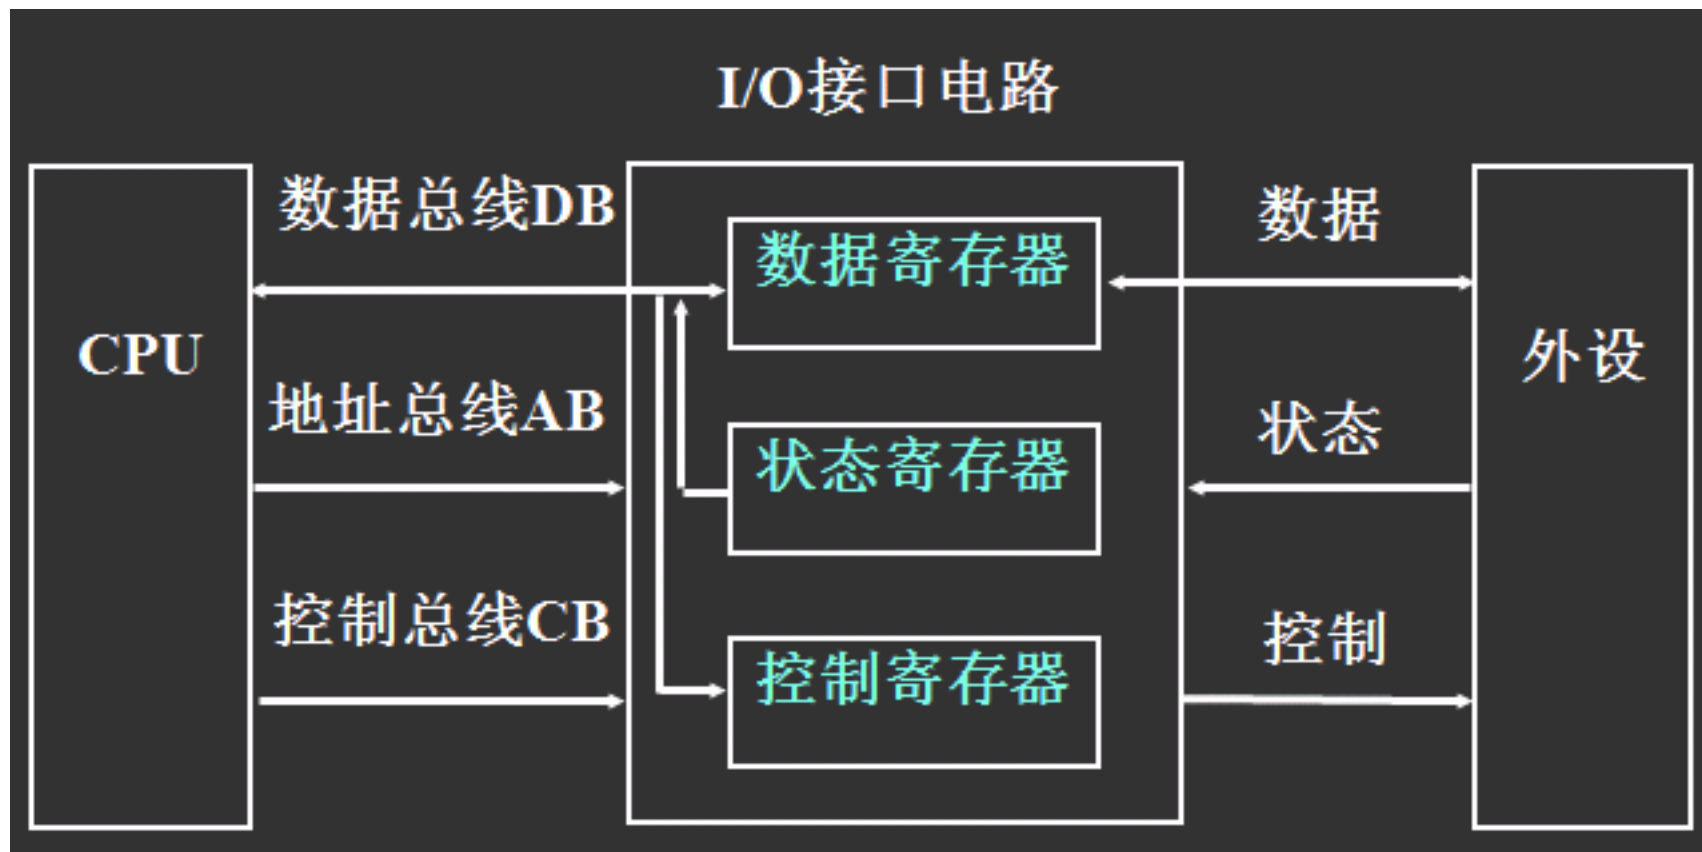 I/O接口电路
CPU
数据总线DB
地址总线AB
控制总线CB
数据寄存器
状态寄存器
控制寄存器
数据
状态
控制
外设